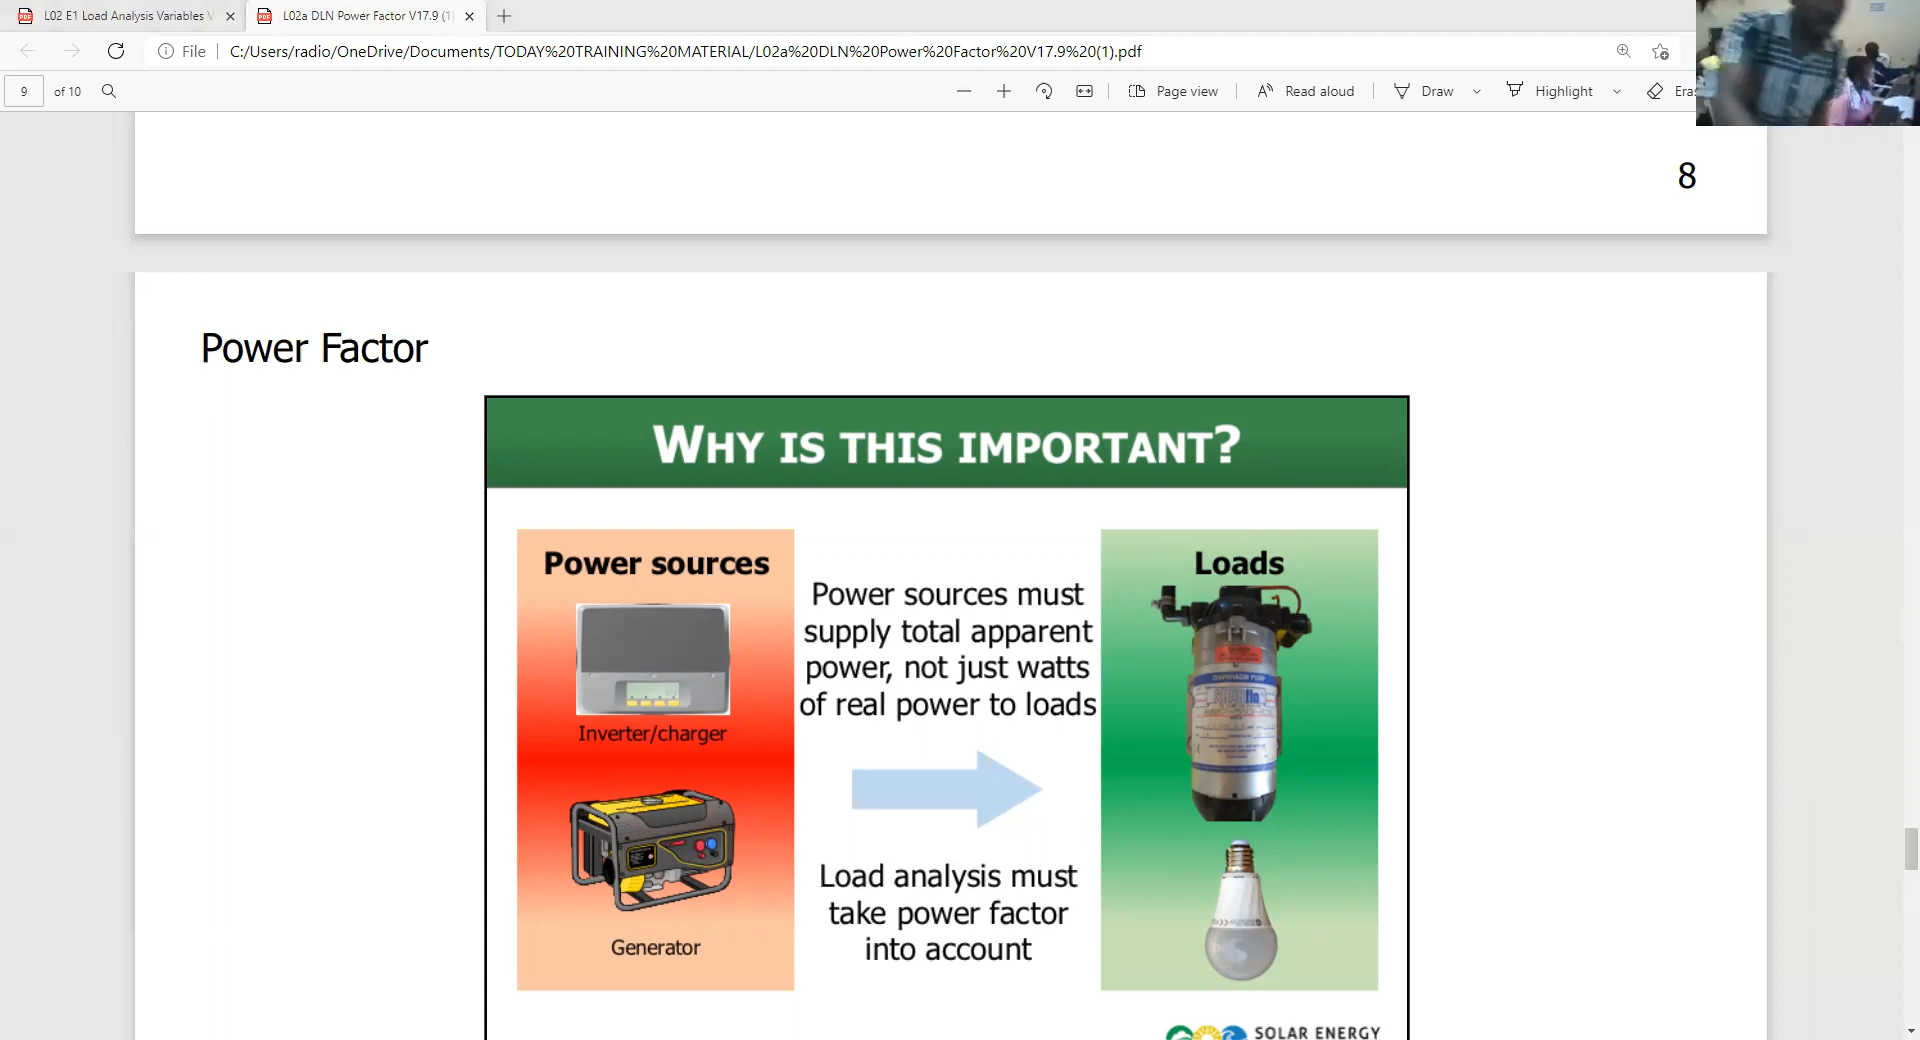 L02 E1 Load Analysis Variables
L02a DLN Power Factor V17.9 (1)
File
C:/Users/radio/OneDrive/Documents/TODAY%20TRAINING%20MATERIAL/L02a%20DLN%20Power%20Factor%20V17.9%20(1).pdf
9 of 10
Page view
Read aloud
Draw
Highlight
Eras
8
Power Factor
WHY IS THIS IMPORTANT?
Power sources
Inverter/charger
Generator
Power sources must
supply total apparent
power, not just watts
of real power to loads
Load analysis must
take power factor
into account
Loads
DIAPHRAGM PUMP
SOLAR ENERGY